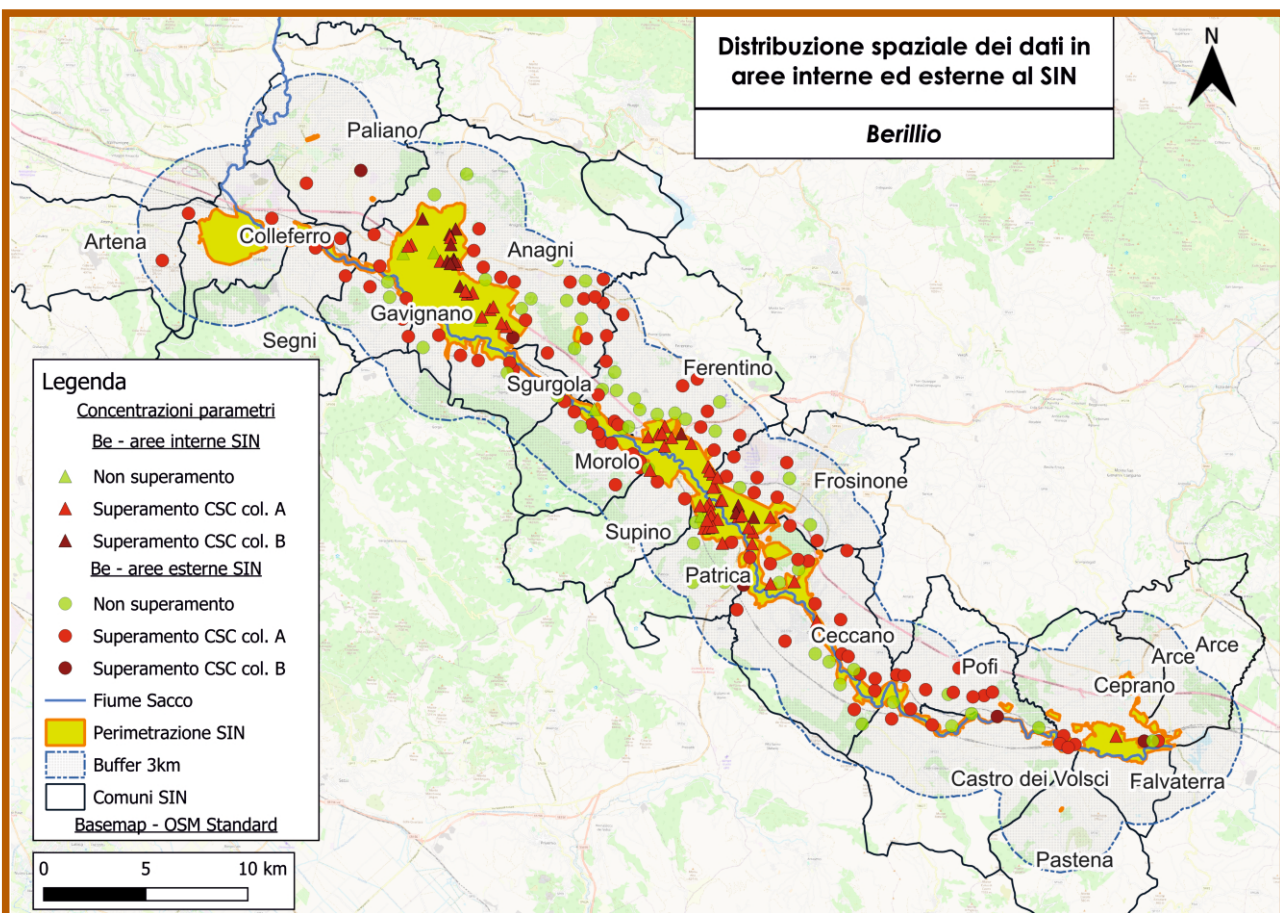 Distribuzione spaziale dei dati in
aree interne ed esterne al SIN
Berillio
N
Paliano
Artena
Colleferro
Anagni
Gavignano
Segni
Sgurgola
Ferentino
Morolo
Frosinone
Supino
Patrica
Ceccano
Pofi
Arce
Arce
Ceprano
Castro dei Volsci
Falvaterra
Pastena
Legenda
Concentrazioni parametri
Be - aree interne SIN
Non superamento
Superamento CSC col. A
Superamento CSC col. B
Be - aree esterne SIN
Non superamento
Superamento CSC col. A
Superamento CSC col. B
Fiume Sacco
Perimetrazione SIN
Buffer 3km
Comuni SIN
Basemap - OSM Standard
0 5 10 km